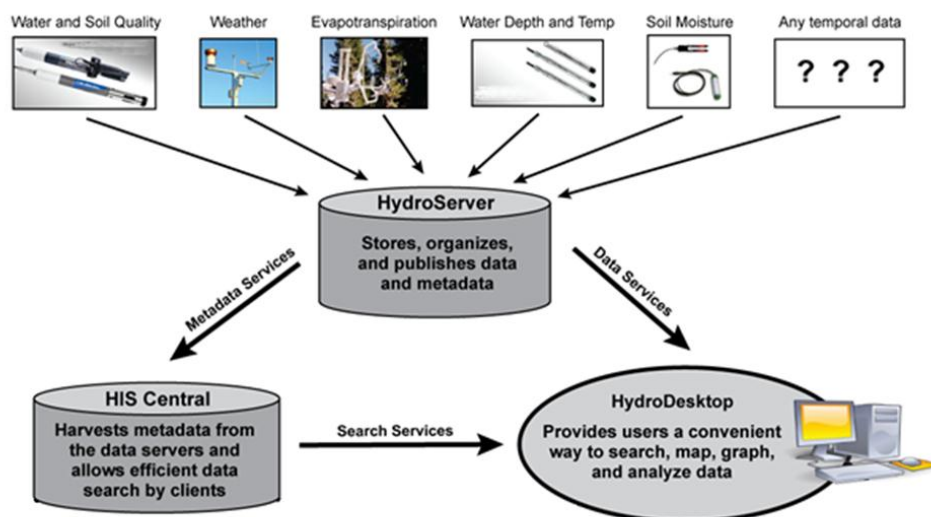 Water and Soil Quality
Weather
Evapotranspiration
Water Depth and Temp
Soil Moisture
Any temporal data
? ? ?
HydroServer
Stores, organizes,
and publishes data
and metadata
Metadata Services
Data Services
HIS Central
Harvests metadata from
the data servers and
allows efficient data
search by clients
Search Services
HydroDesktop
Provides users a convenient
way to search, map, graph,
and analyze data